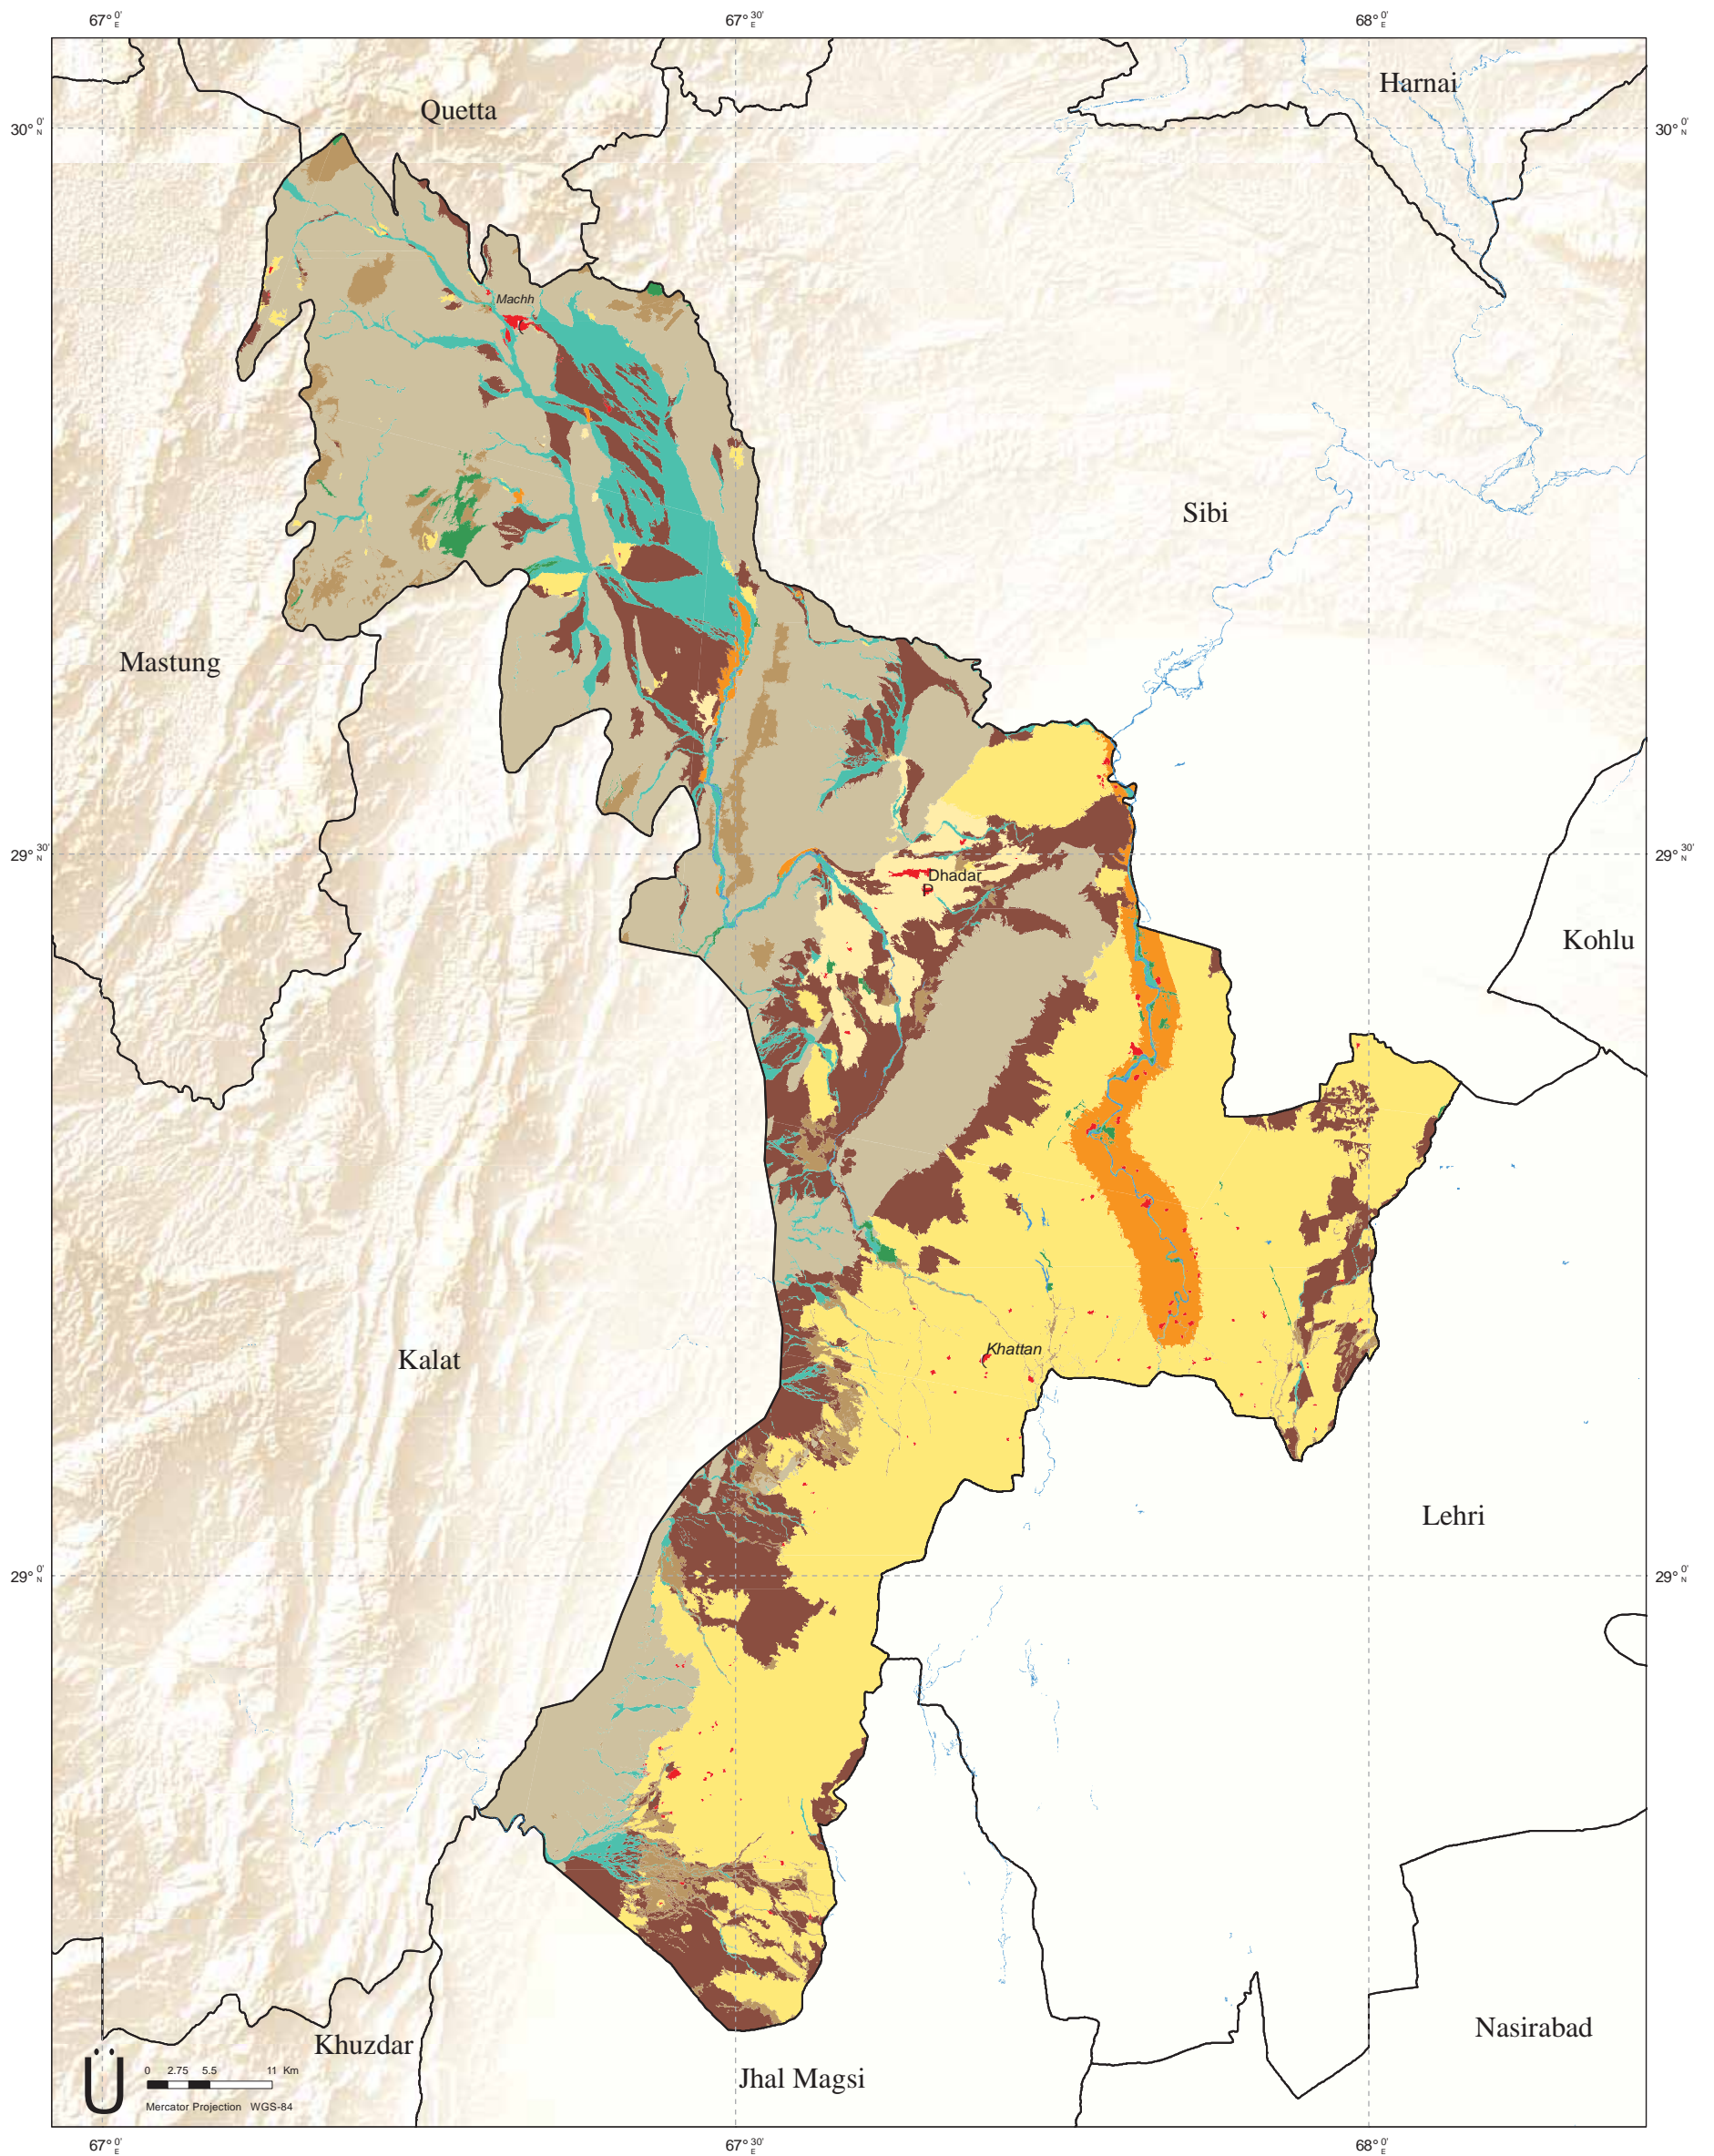 67° 0' E
67° 30' E
68° 0' E
Harnai
Quetta
30° 0' N
30° 0' N
Machh
Sibi
Mastung
29° 30' N
29° 30' N
Dhadar
P
Kohlu
Khattan
Kalat
Lehri
29° 0' N
29° 0' N
Nasirabad
Khuzdar
Ü
0 2.75 5.5 11 Km
Jhal Magsi
Mercator Projection WGS-84
67° 0' E
67° 30' E
68° 0' E